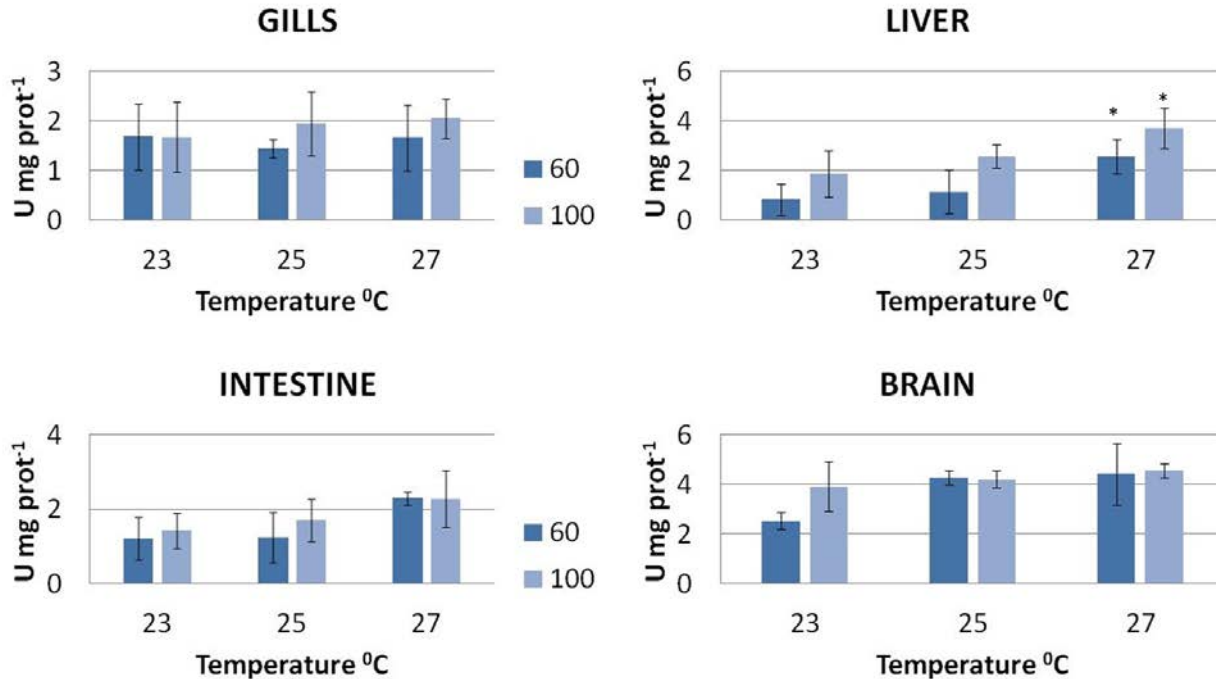 GILLS
U mg prot⁻¹
3
2
1
0
23 25 27
Temperature ⁰C
60
100
LIVER
U mg prot⁻¹
6
4
2
0
* *
23 25 27
Temperature ⁰C
INTESTINE
U mg prot⁻¹
4
2
0
23 25 27
Temperature ⁰C
60
100
BRAIN
U mg prot⁻¹
6
4
2
0
23 25 27
Temperature ⁰C